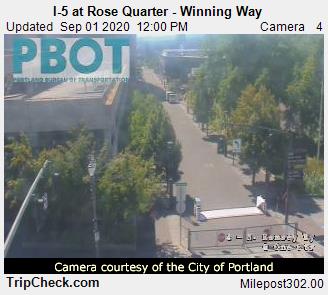 I-5 at Rose Quarter - Winning Way
Updated Sep 01 2020 12:00 PM Camera 4
PBOT
PORTLAND BUREAU OF TRANSPORTATION
Camera courtesy of the City of Portland
TripCheck.com Milepost302.00